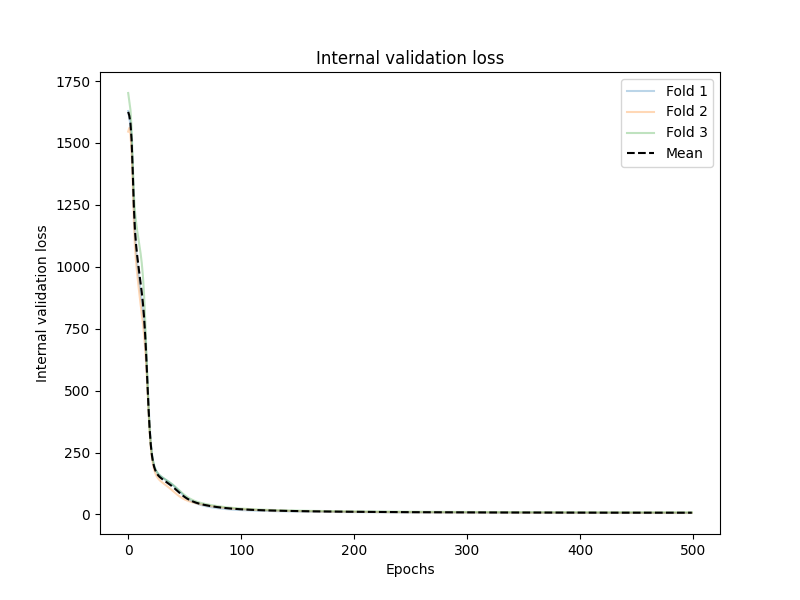 Internal validation loss
1750
1500
1250
1000
750
500
250
0
Internal validation loss
Fold 1
Fold 2
Fold 3
Mean
0
100
200
300
400
500
Epochs